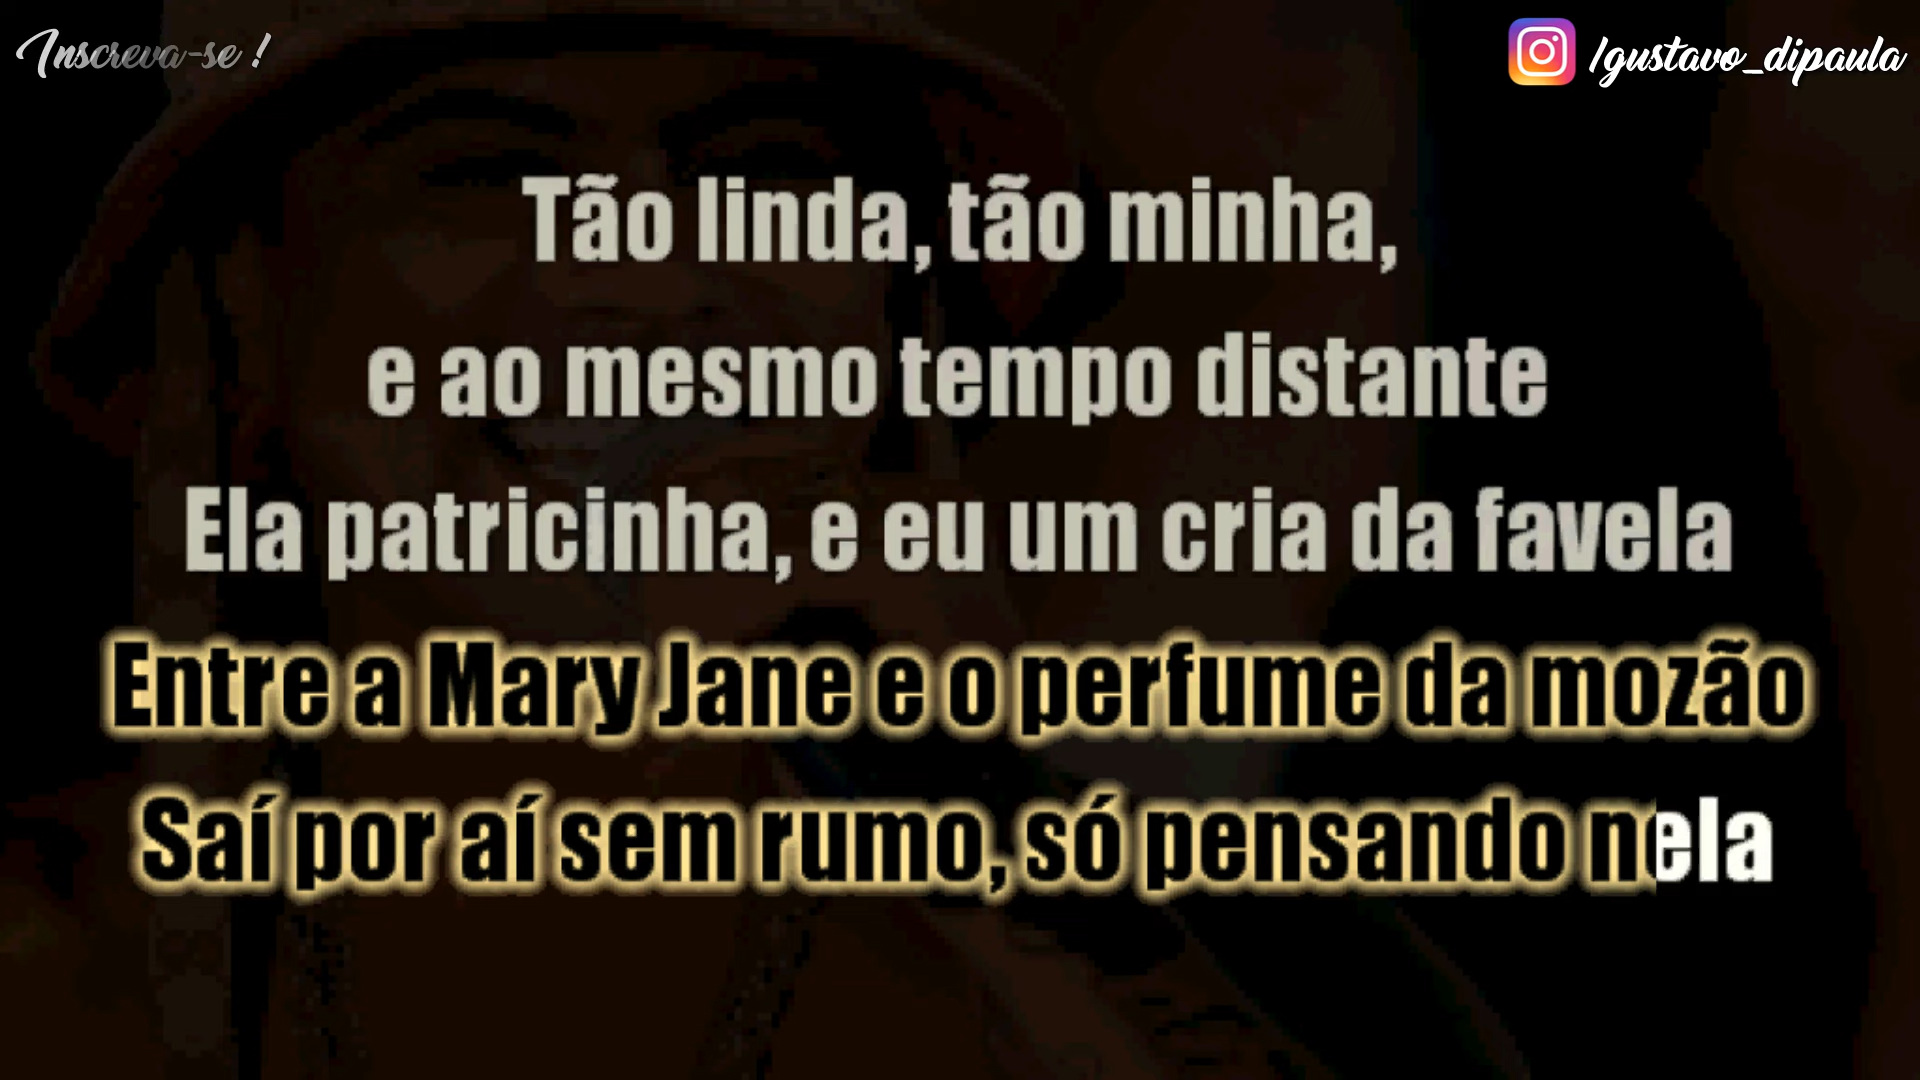 Inscreva-se !
/gustavo_dipaula
Tão linda, tão minha,
e ao mesmo tempo distante
Ela patricinha, e eu um cria da favela
Entre a Mary Jane e o perfume da mozão
Saí por aí sem rumo, só pensando nela